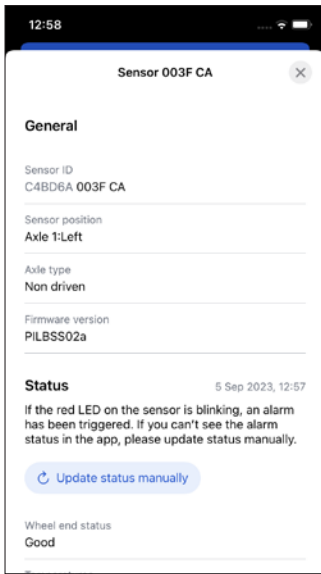 12:58
Sensor 003F CA
General
Sensor ID
C4BD6A 003F CA
Sensor position
Axle 1:Left
Axle type
Non driven
Firmware version
PILBSS02a
Status 5 Sep 2023, 12:57
If the red LED on the sensor is blinking, an alarm
has been triggered. If you can't see the alarm
status in the app, please update status manually.
Update status manually
Wheel end status
Good